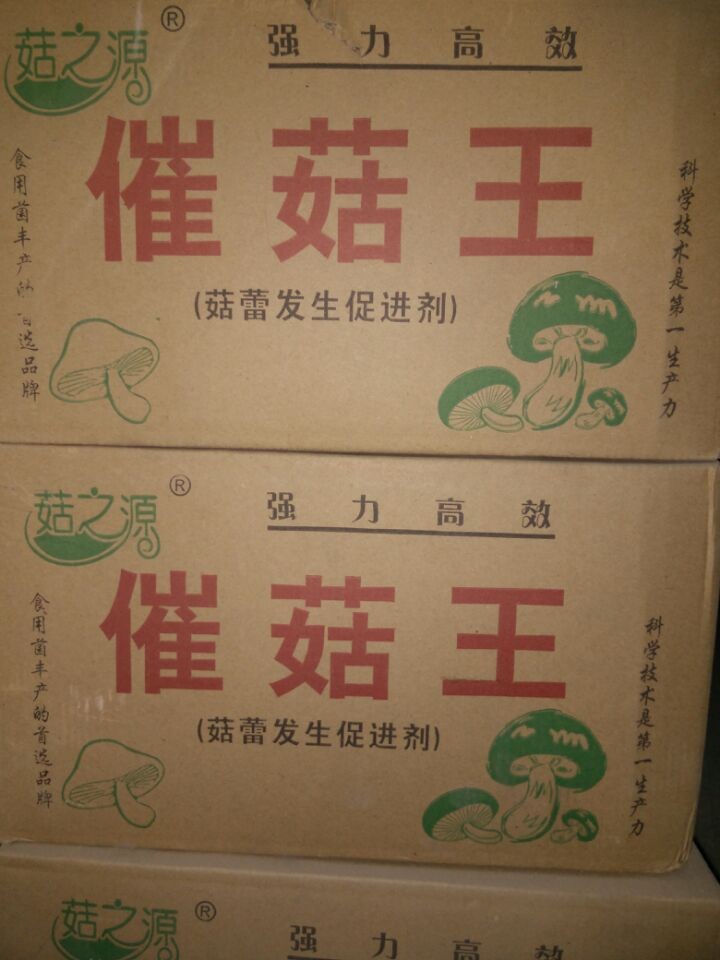 菇之源®
强力高效
催菇王
(菇蕾发生促进剂)
食用菌丰产的首选品牌
科学技术是第一生产力
菇之源®
强力高效
催菇王
(菇蕾发生促进剂)
食用菌丰产的首选品牌
科学技术是第一生产力
菇之源®
强力高效